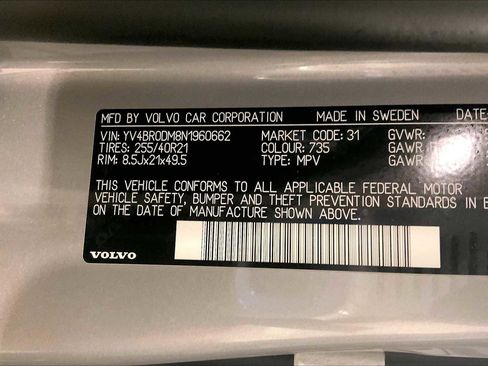 MFD BY VOLVO CAR CORPORATION MADE IN SWEDEN DATE:
VIN: YV4BR0DM8N1960662 MARKET CODE: 31 GVWR:
TIRES: 255/40R21 COLOUR: 735 GAWR
RIM: 8.5Jx21x49.5 TYPE: MPV GAWR
THIS VEHICLE CONFORMS TO ALL APPLICABLE FEDERAL MOTOR
VEHICLE SAFETY, BUMPER AND THEFT PREVENTION STANDARDS IN E
ON THE DATE OF MANUFACTURE SHOWN ABOVE.
VOLVO